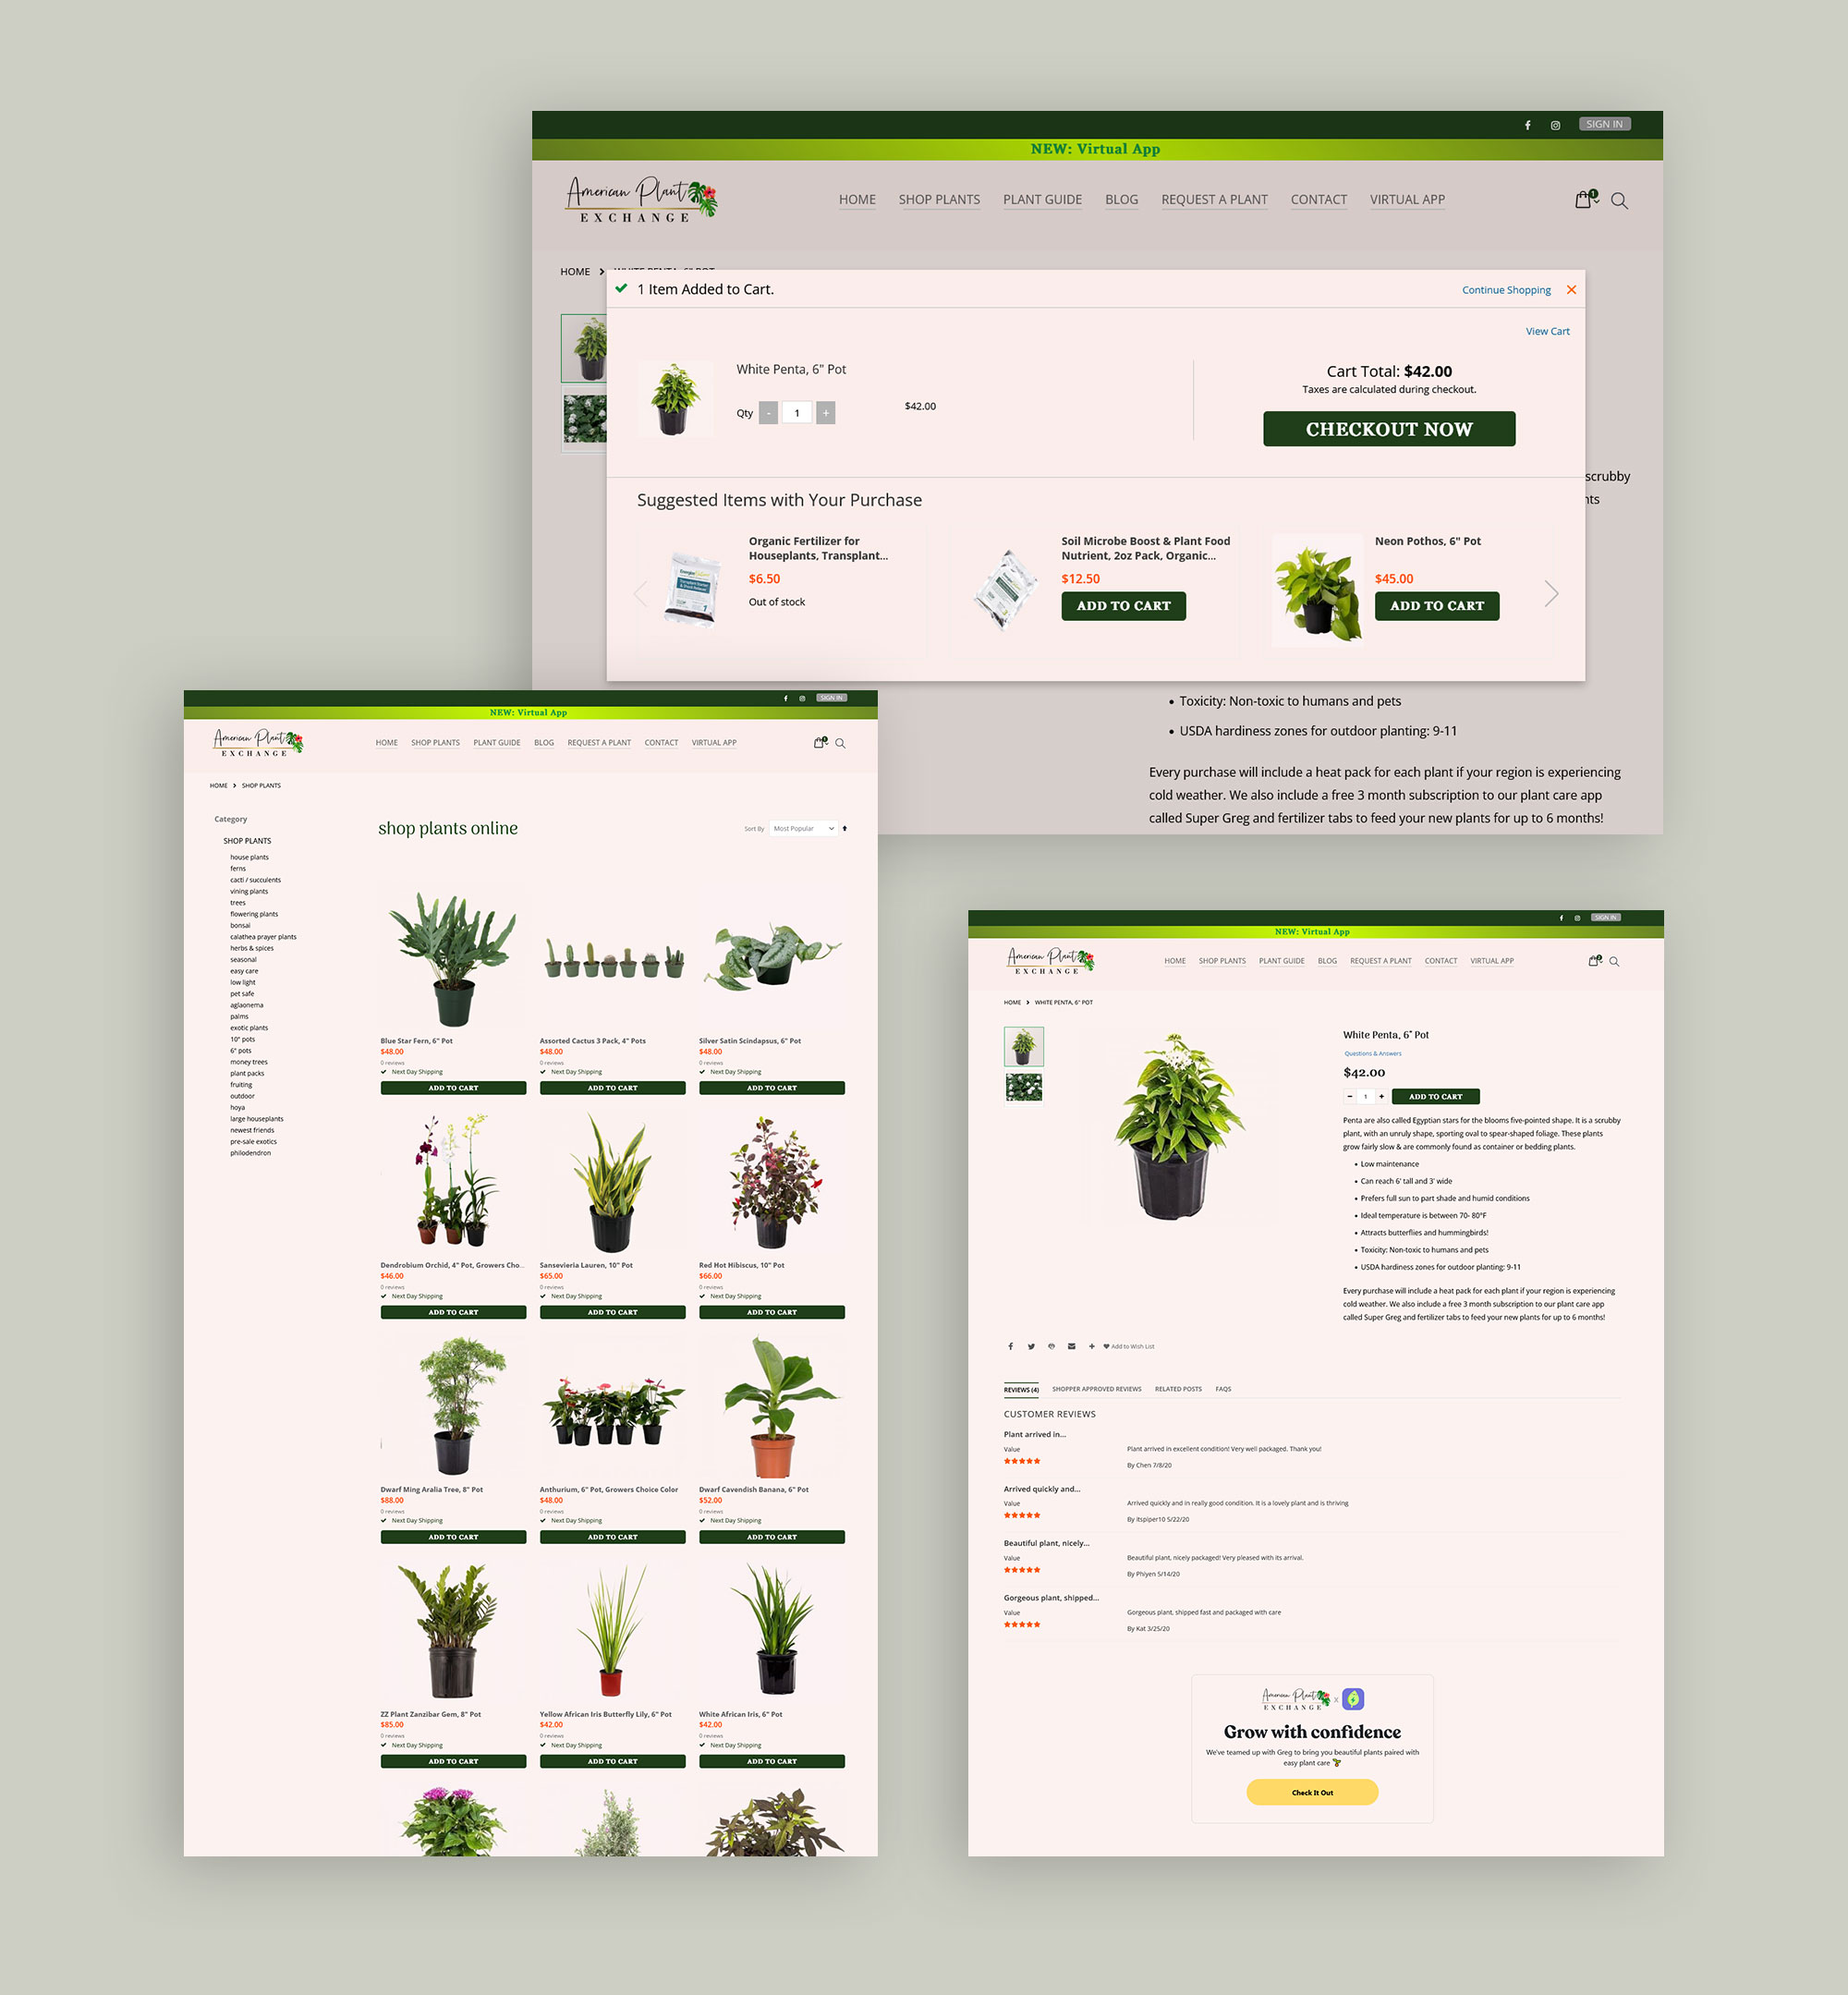 SIGN IN
NEW: Virtual App
American Plant
EXCHANGE
HOME SHOP PLANTS PLANT GUIDE BLOG REQUEST A PLANT CONTACT VIRTUAL APP
1
HOME
1 Item Added to Cart.
Continue Shopping
View Cart
White Penta, 6" Pot
Qty - 1 +
$42.00
Cart Total: $42.00
Taxes are calculated during checkout.
CHECKOUT NOW
scrubby
nts
Suggested Items with Your Purchase
Organic Fertilizer for
Houseplants, Transplant...
$6.50
Out of stock
Soil Microbe Boost & Plant Food
Nutrient, 2oz Pack, Organic...
$12.50
ADD TO CART
Neon Pothos, 6" Pot
$45.00
ADD TO CART
• Toxicity: Non-toxic to humans and pets
• USDA hardiness zones for outdoor planting: 9-11
Every purchase will include a heat pack for each plant if your region is experiencing
cold weather. We also include a free 3 month subscription to our plant care app
called Super Greg and fertilizer tabs to feed your new plants for up to 6 months!
SIGN IN
NEW: Virtual App
American Plant
EXCHANGE
HOME SHOP PLANTS PLANT GUIDE BLOG REQUEST A PLANT CONTACT VIRTUAL APP
HOME > SHOP PLANTS
Category
SHOP PLANTS
house plants
ferns
cacti / succulents
vining plants
trees
flowering plants
bonsai
calathea prayer plants
herbs & spices
seasonal
easy care
low light
pet safe
aglaonema
palms
exotic plants
10" pots
6" pots
money trees
plant packs
fruiting
outdoor
hoya
large houseplants
newest friends
pre-sale exotics
philodendron
shop plants online
Sort By Most Popular
Blue Star Fern, 6" Pot
$48.00
0 reviews
Next Day Shipping
ADD TO CART
Assorted Cactus 3 Pack, 4" Pots
$48.00
0 reviews
Next Day Shipping
ADD TO CART
Silver Satin Scindapsus, 6" Pot
$48.00
0 reviews
Next Day Shipping
ADD TO CART
Dendrobium Orchid, 4" Pot, Growers Cho...
$46.00
0 reviews
Next Day Shipping
ADD TO CART
Sansevieria Lauren, 10" Pot
$65.00
0 reviews
Next Day Shipping
ADD TO CART
Red Hot Hibiscus, 10" Pot
$66.00
0 reviews
Next Day Shipping
ADD TO CART
Dwarf Ming Aralia Tree, 8" Pot
$88.00
0 reviews
Next Day Shipping
ADD TO CART
Anthurium, 6" Pot, Growers Choice Color
$48.00
0 reviews
Next Day Shipping
ADD TO CART
Dwarf Cavendish Banana, 6" Pot
$52.00
0 reviews
Next Day Shipping
ADD TO CART
ZZ Plant Zanzibar Gem, 8" Pot
$85.00
0 reviews
Next Day Shipping
ADD TO CART
Yellow African Iris Butterfly Lily, 6" Pot
$42.00
0 reviews
Next Day Shipping
ADD TO CART
White African Iris, 6" Pot
$42.00
0 reviews
Next Day Shipping
ADD TO CART
SIGN IN
NEW: Virtual App
American Plant
EXCHANGE
HOME SHOP PLANTS PLANT GUIDE BLOG REQUEST A PLANT CONTACT VIRTUAL APP
HOME > WHITE PENTA, 6" POT
White Penta, 6" Pot
Questions & Answers
$42.00
- 1 + ADD TO CART
Penta are also called Egyptian stars for the blooms five-pointed shape. It is a scrubby
plant, with an unruly shape, sporting oval to spear-shaped foliage. These plants
grow fairly slow & are commonly found as container or bedding plants.
• Low maintenance
• Can reach 6' tall and 3' wide
• Prefers full sun to part shade and humid conditions
• Ideal temperature is between 70- 80°F
• Attracts butterflies and hummingbirds!
• Toxicity: Non-toxic to humans and pets
• USDA hardiness zones for outdoor planting: 9-11
Every purchase will include a heat pack for each plant if your region is experiencing
cold weather. We also include a free 3 month subscription to our plant care app
called Super Greg and fertilizer tabs to feed your new plants for up to 6 months!
Add to Wish List
REVIEWS (4) SHOPPER APPROVED REVIEWS RELATED POSTS FAQS
CUSTOMER REVIEWS
Plant arrived in...
Value
Plant arrived in excellent condition! Very well packaged. Thank you!
By Chen 7/8/20
Arrived quickly and...
Value
Arrived quickly and in really good condition. It is a lovely plant and is thriving
By itspiper10 5/22/20
Beautiful plant, nicely...
Value
Beautiful plant, nicely packaged! Very pleased with its arrival.
By Phiyen 5/14/20
Gorgeous plant, shipped...
Value
Gorgeous plant, shipped fast and packaged with care
By Kat 3/25/20
American Plant
EXCHANGE
x
Grow with confidence
We've teamed up with Greg to bring you beautiful plants paired with
easy plant care
Check It Out